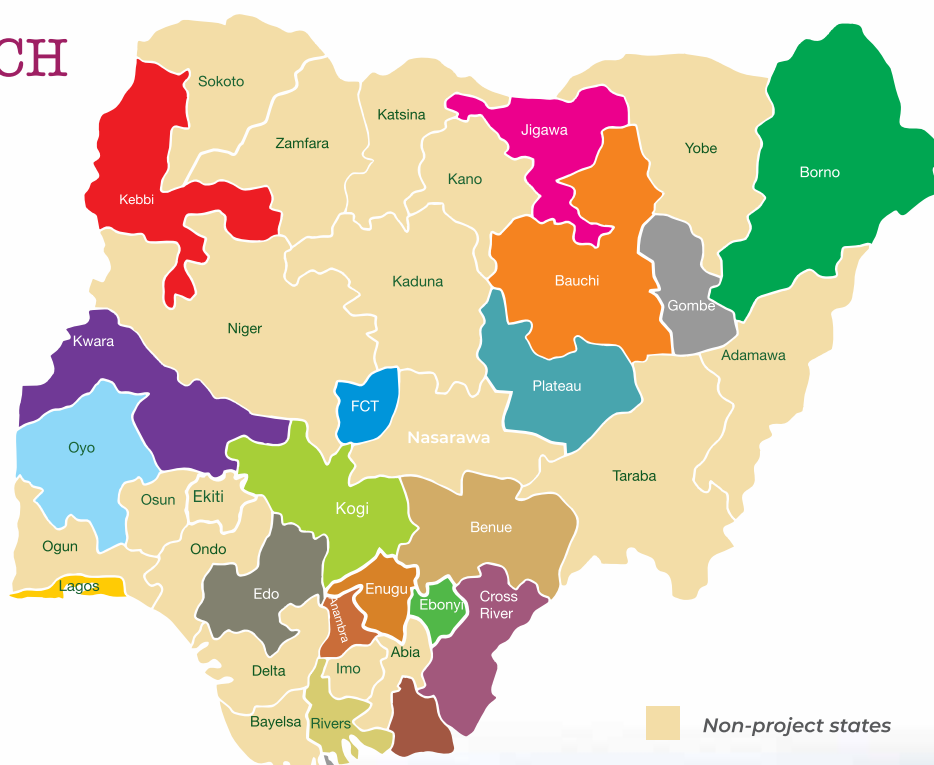 CH
Sokoto
Katsina
Jigawa
Zamfara
Yobe
Borno
Kano
Kebbi
Kaduna
Bauchi
Gombe
Niger
Kwara
Adamawa
Plateau
FCT
Nasarawa
Oyo
Taraba
Osun
Ekiti
Kogi
Benue
Ogun
Ondo
Lagos
Edo
Enugu
Ebonyi
Cross
River
Anambra
Abia
Delta
Imo
Bayelsa
Rivers
Non-project states